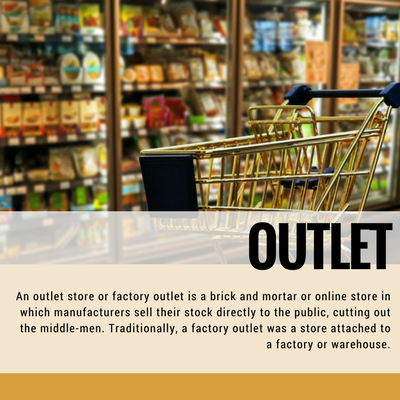 OUTLET
An outlet store or factory outlet is a brick and mortar or online store in
which manufacturers sell their stock directly to the public, cutting out
the middle-men. Traditionally, a factory outlet was a store attached to
a factory or warehouse.